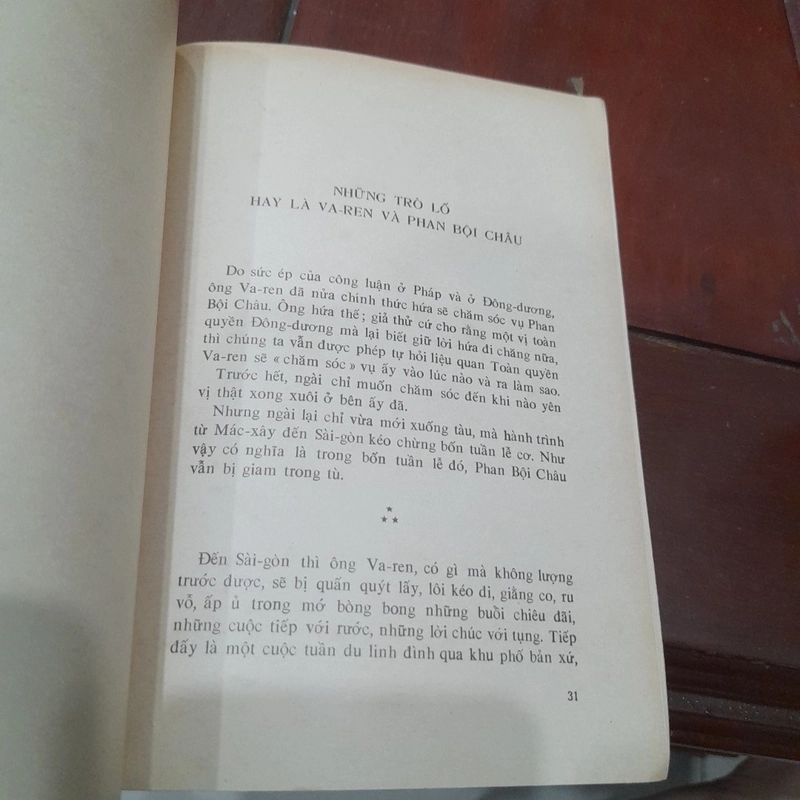 NHỮNG TRÒ LỐ
HAY LÀ VA-REN VÀ PHAN BỘI CHÂU
Do sức ép của công luận ở Pháp và ở Đông-dương,
ông Va-ren đã nửa chính thức hứa sẽ chăm sóc vụ Phan
Bội Châu. Ông hứa thế ; giả thử cứ cho rằng một vị toàn
quyền Đông-dương mà lại biết giữ lời hứa đi chăng nữa,
thì chúng ta vẫn được phép tự hỏi liệu quan Toàn quyền
Va-ren sẽ « chăm sóc » vụ ấy vào lúc nào và ra làm sao.
Trước hết, ngài chỉ muốn chăm sóc đến khi nào yên
vị thật xong xuôi ở bên ấy đã.
Nhưng ngài lại chỉ vừa mới xuống tàu, mà hành trình
từ Mác-xây đến Sài-gòn kéo chừng bốn tuần lễ cơ. Như
vậy có nghĩa là trong bốn tuần lễ đó, Phan Bội Châu
vẫn bị giam trong tù.
Đến Sài-gòn thì ông Va-ren, có gì mà không lượng
trước được, sẽ bị quấn quýt lấy, lôi kéo đi, giằng co, ru
vỗ, ấp ủ trong mớ bòng bong những buổi chiêu đãi,
những cuộc tiếp với rước, những lời chúc với tụng. Tiếp
đấy là một cuộc tuần du linh đình qua khu phố bản xứ,
31